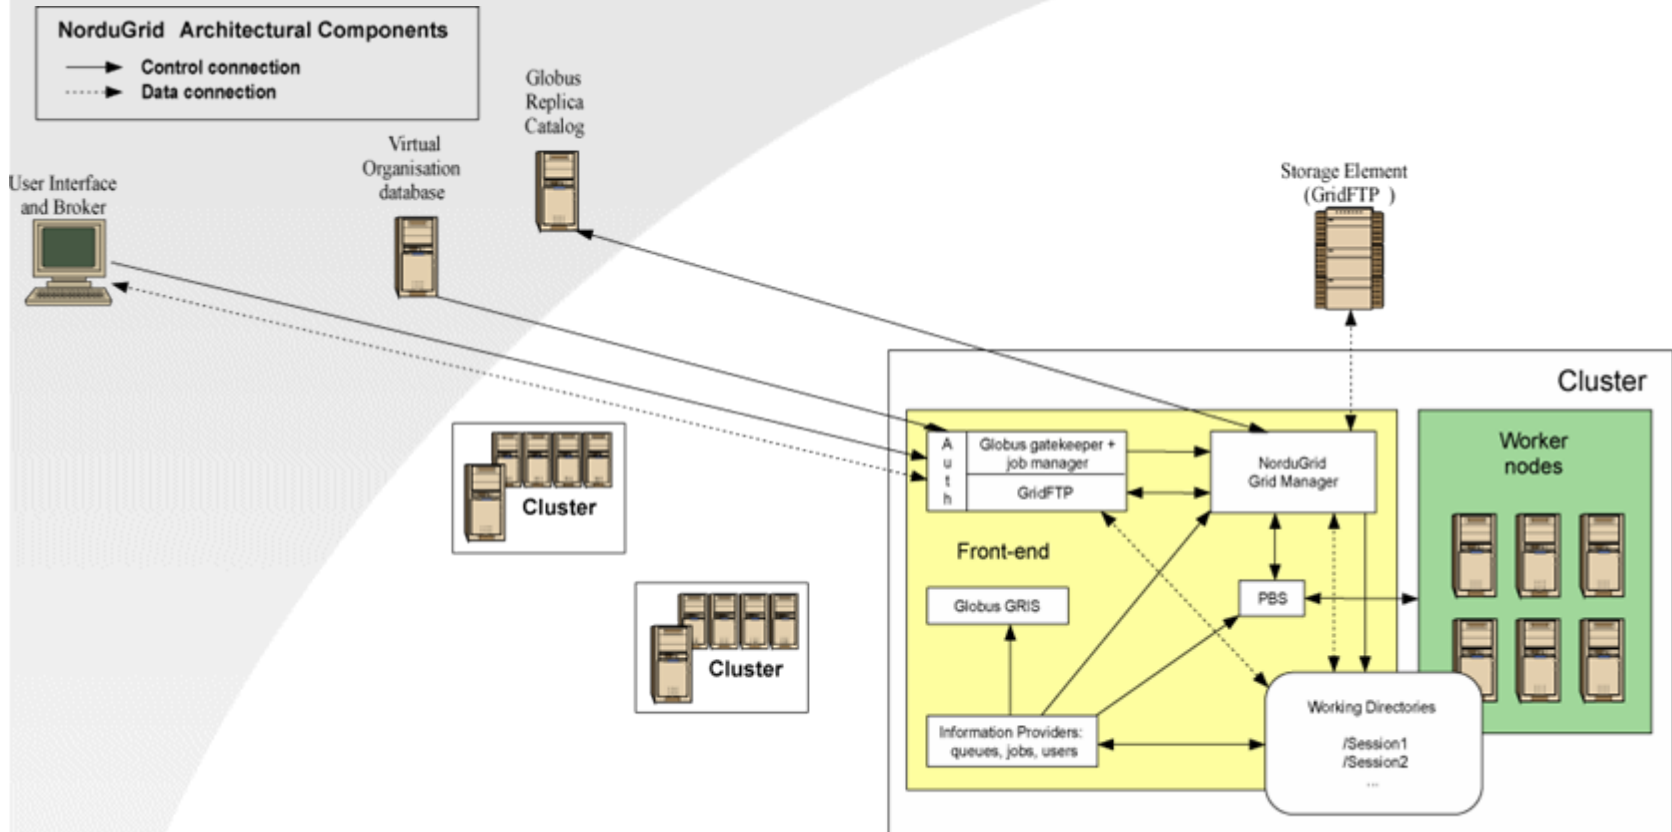 NorduGrid Architectural Components
Control connection
Data connection
Globus
Replica
Catalog
Virtual
Organisation
database
User Interface
and Broker
Storage Element
(GridFTP )
Cluster
A
u
t
h
Globus gatekeeper +
job manager
GridFTP
NorduGrid
Grid Manager
Worker
nodes
Cluster
Front-end
Globus GRIS
PBS
Cluster
Information Providers:
queues, jobs, users
Working Directories
/Session1
/Session2
...